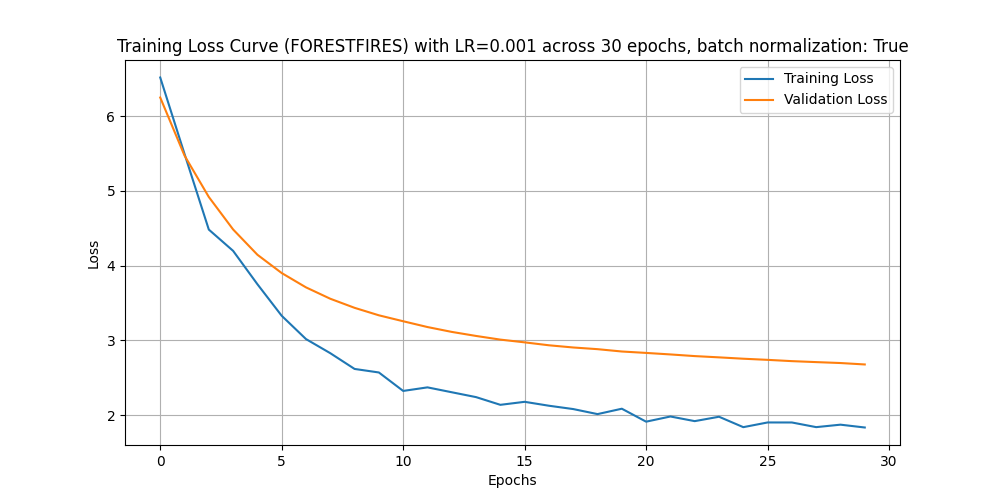 Training Loss Curve (FORESTFIRES) with LR=0.001 across 30 epochs, batch normalization: True
Training Loss
Validation Loss
6
5
4
3
2
Loss
0 5 10 15 20 25 30
Epochs